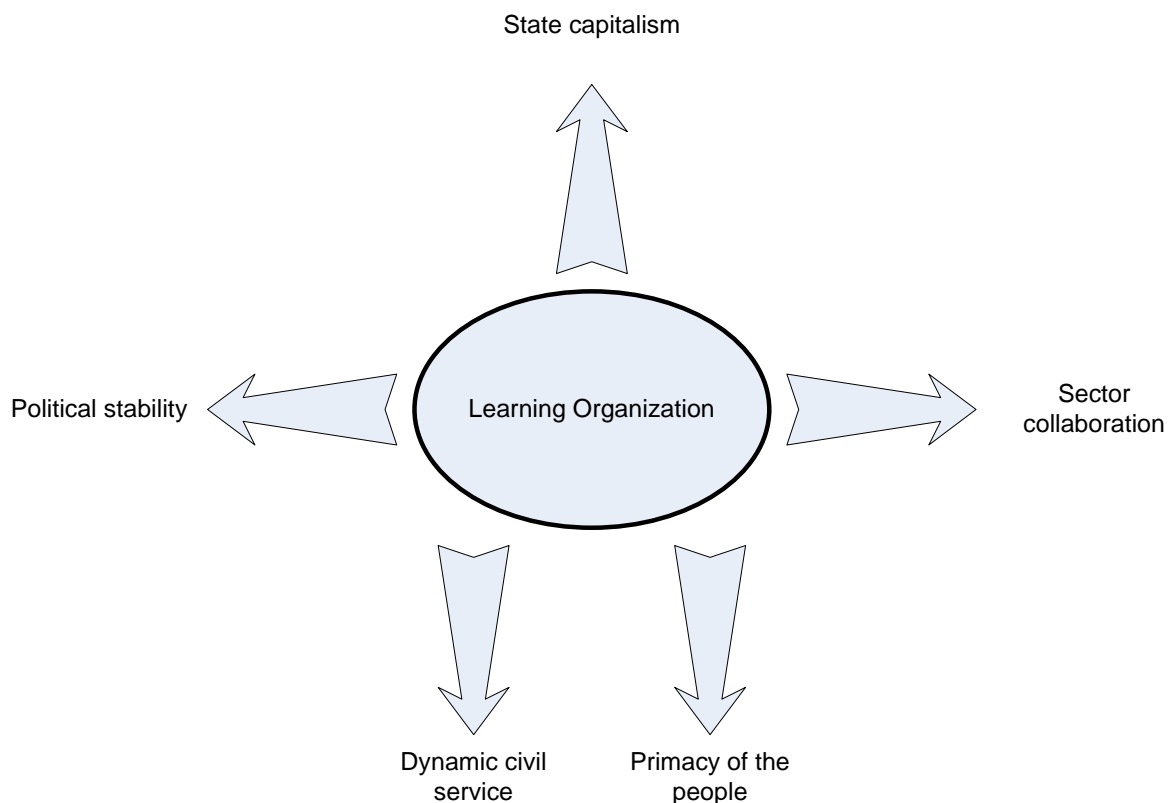 State capitalism
Political stability
Learning Organization
Sector
collaboration
Dynamic civil
service
Primacy of the
people